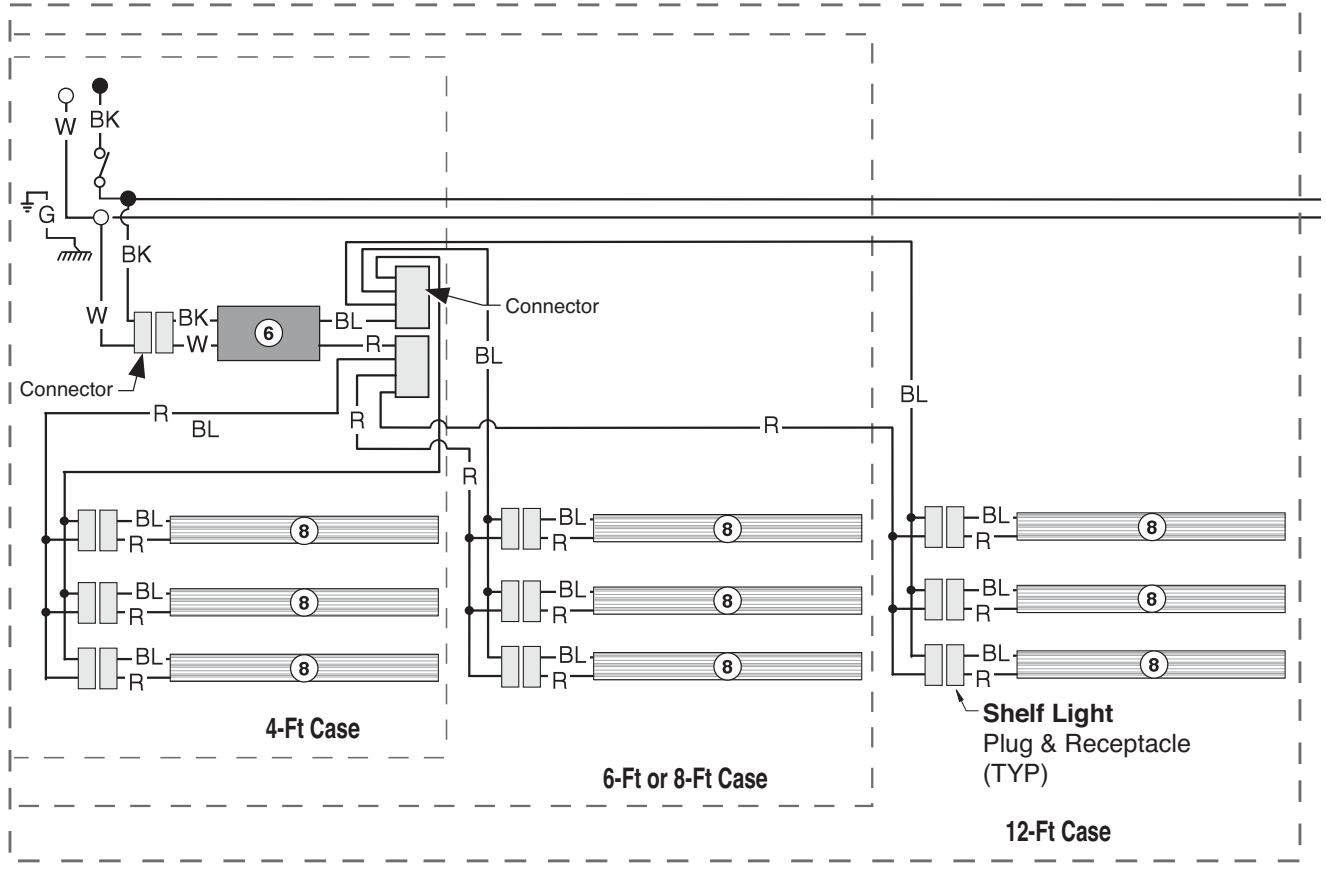 W
BK
G
BK
W
BK
W
6
BL
R
Connector
Connector
BL
BL
R
BL
R
R
R
BL
R
8
BL
R
8
BL
R
8
BL
R
8
BL
R
8
BL
R
8
BL
R
8
BL
R
8
BL
R
8
4-Ft Case
Shelf Light
Plug & Receptacle
(TYP)
6-Ft or 8-Ft Case
12-Ft Case